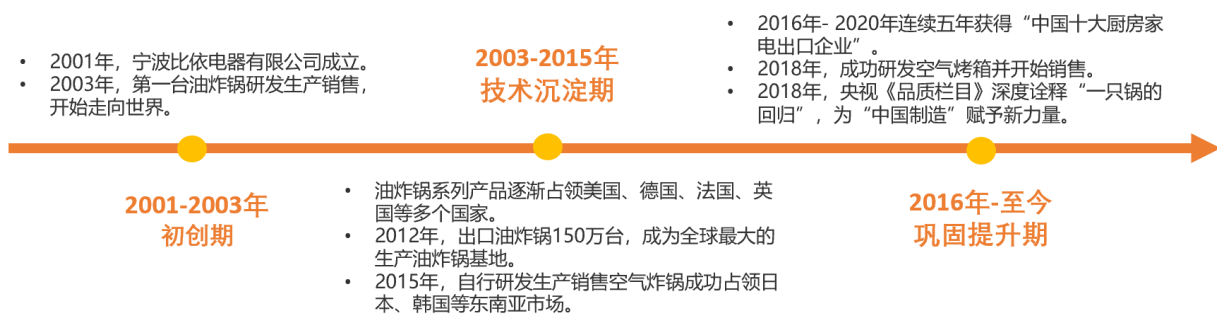 • 2001年，宁波比依电器有限公司成立。
• 2003年，第一台油炸锅研发生产销售，
开始走向世界。
2001-2003年
初创期
2003-2015年
技术沉淀期
• 油炸锅系列产品逐渐占领美国、德国、法国、英
国等多个国家。
• 2012年，出口油炸锅150万台，成为全球最大的
生产油炸锅基地。
• 2015年，自行研发生产销售空气炸锅成功占领日
本、韩国等东南亚市场。
• 2016年- 2020年连续五年获得“中国十大厨房家
电出口企业”。
• 2018年，成功研发空气烤箱并开始销售。
• 2018年，央视《品质栏目》深度诠释“一只锅的
回归”，为“中国制造”赋予新力量。
2016年-至今
巩固提升期